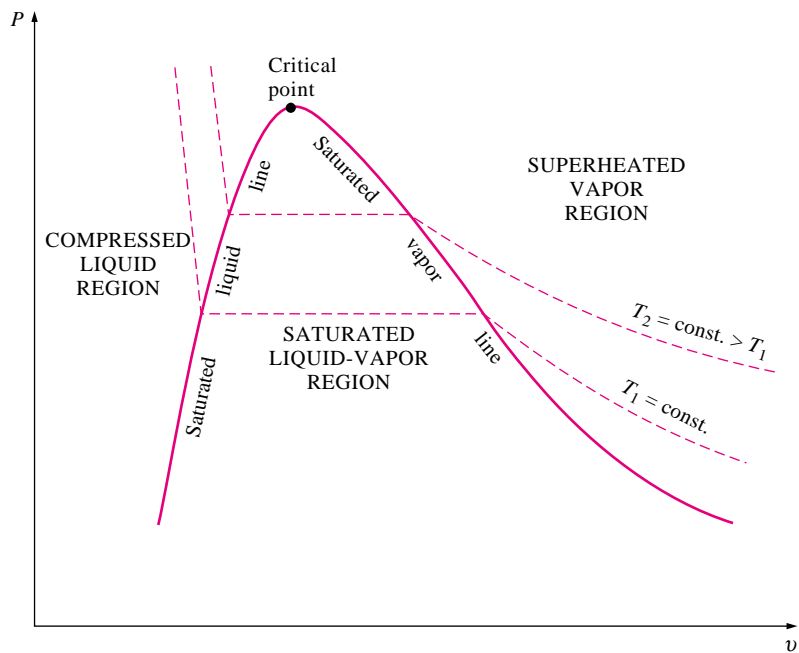 P
Critical
point
Saturated
line
SUPERHEATED
VAPOR
REGION
COMPRESSED
LIQUID
REGION
liquid
vapor
T₂ = const. > T₁
SATURATED
LIQUID-VAPOR
REGION
line
Saturated
T₁ = const.
υ